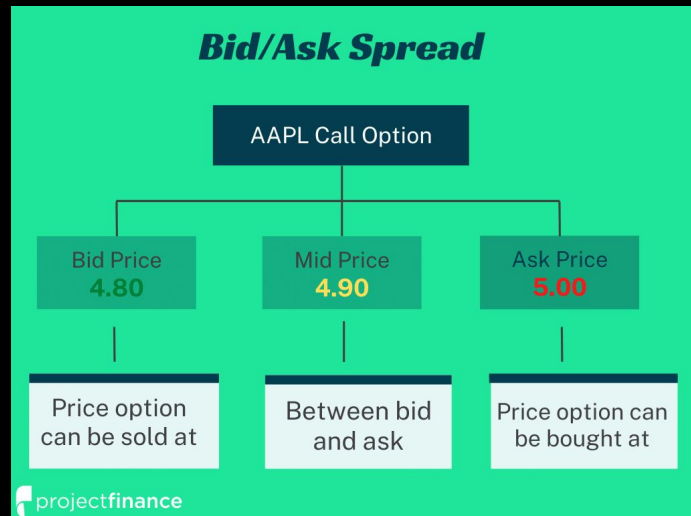 Bid/Ask Spread
AAPL Call Option
Bid Price
4.80
Mid Price
4.90
Ask Price
5.00
Price option
can be sold at
Between bid
and ask
Price option can
be bought at
projectfinance